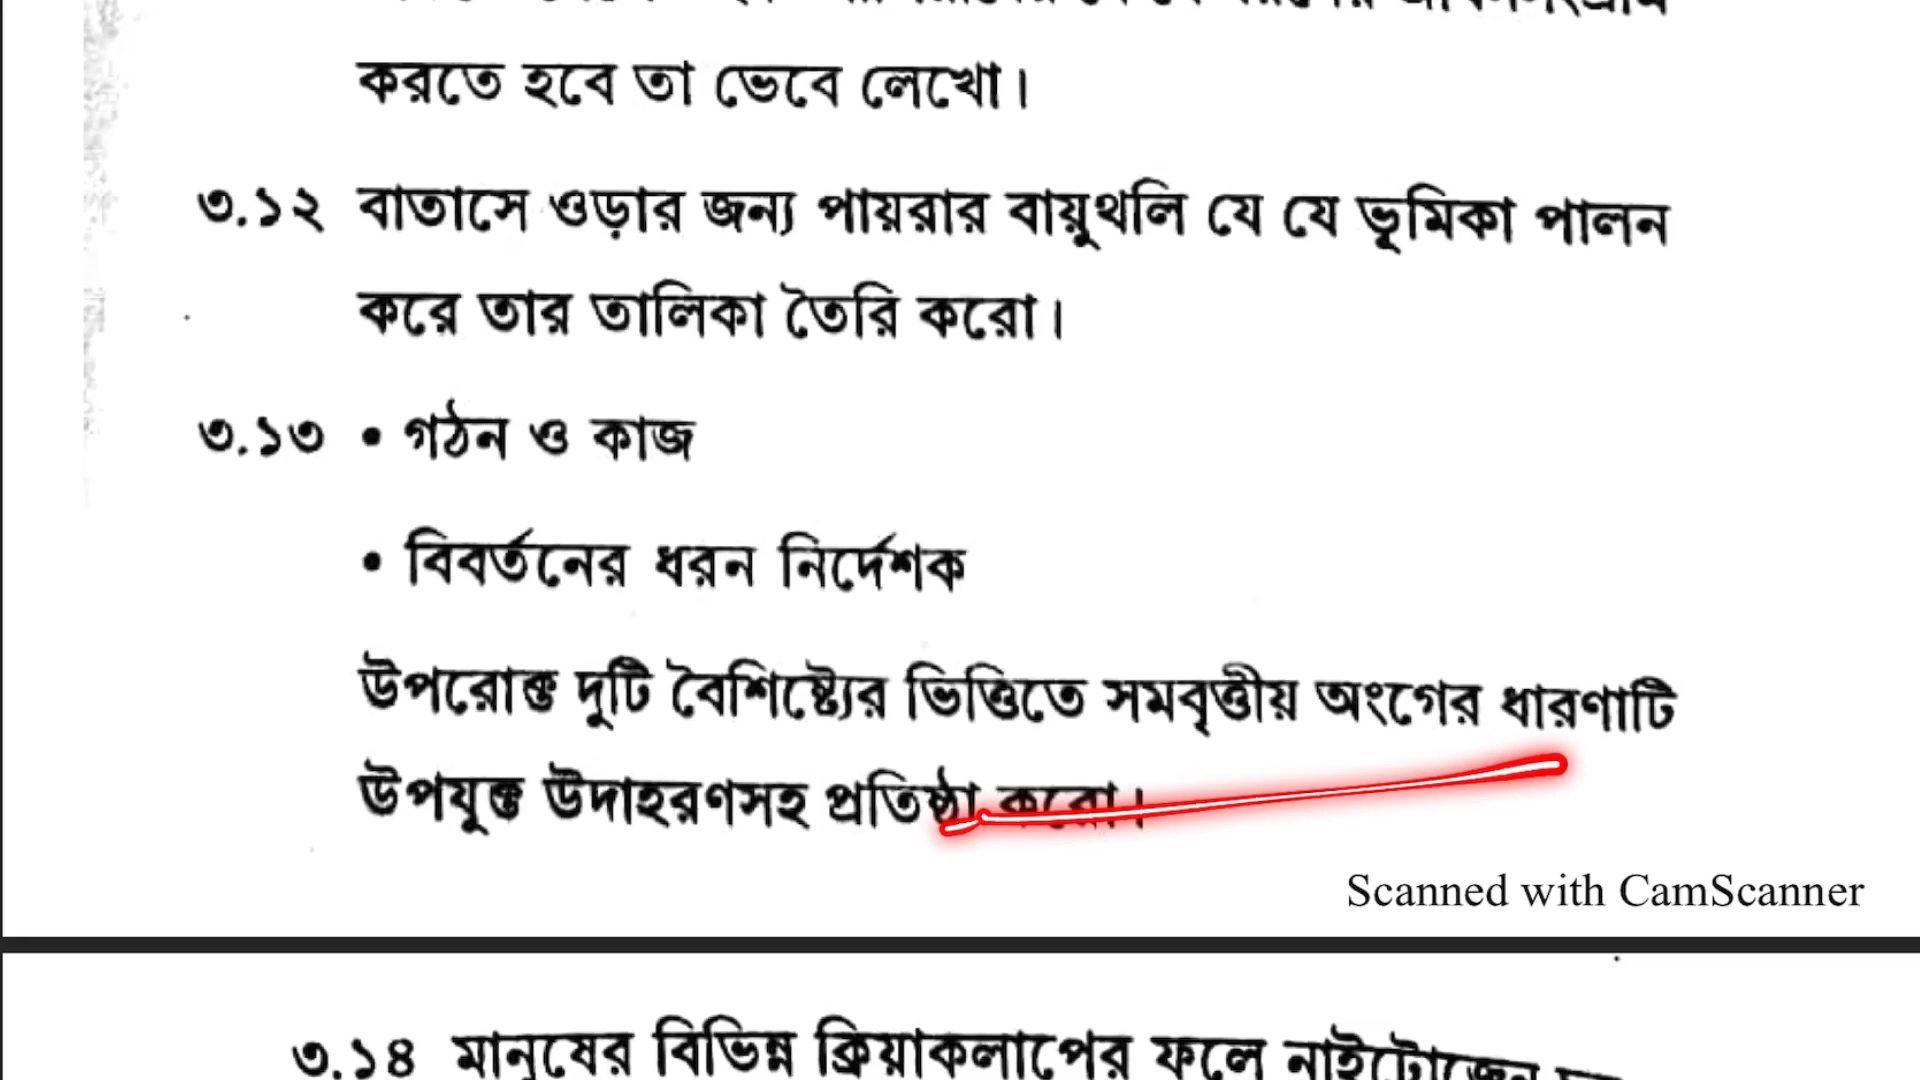 করতে হবে তা ভেবে লেখো।
৩.১২ বাতাসে ওড়ার জন্য পায়রার বায়ুথলি যে যে ভূমিকা পালন
করে তার তালিকা তৈরি করো।
৩.১৩ • গঠন ও কাজ
• বিবর্তনের ধরন নির্দেশক
উপরোক্ত দুটি বৈশিষ্ট্যের ভিত্তিতে সমবৃত্তীয় অংগের ধারণাটি
উপযুক্ত উদাহরণসহ প্রতিষ্ঠা করো।
Scanned with CamScanner
৩.১৪ মানুষের বিভিন্ন ক্রিয়াকলাপের ফলে নাইট্রোজেন